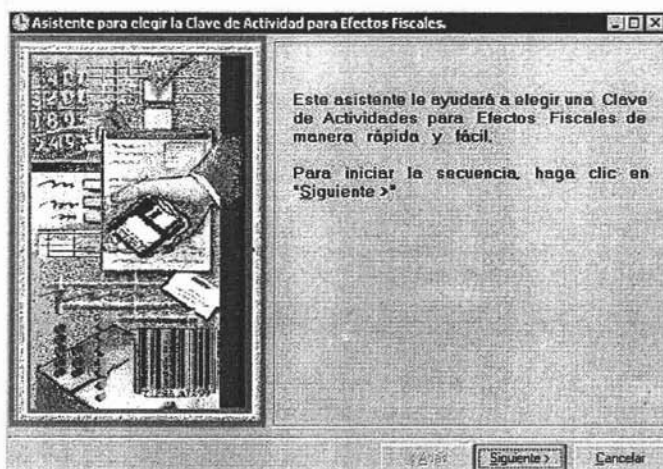 Asistente para elegir la Clave de Actividad para Efectos Fiscales.
Este asistente le ayudará a elegir una Clave
de Actividades para Efectos Fiscales de
manera rápida y fácil.
Para iniciar la secuencia, haga clic en
"Siguiente >"
< Atrás
Siguiente >
Cancelar